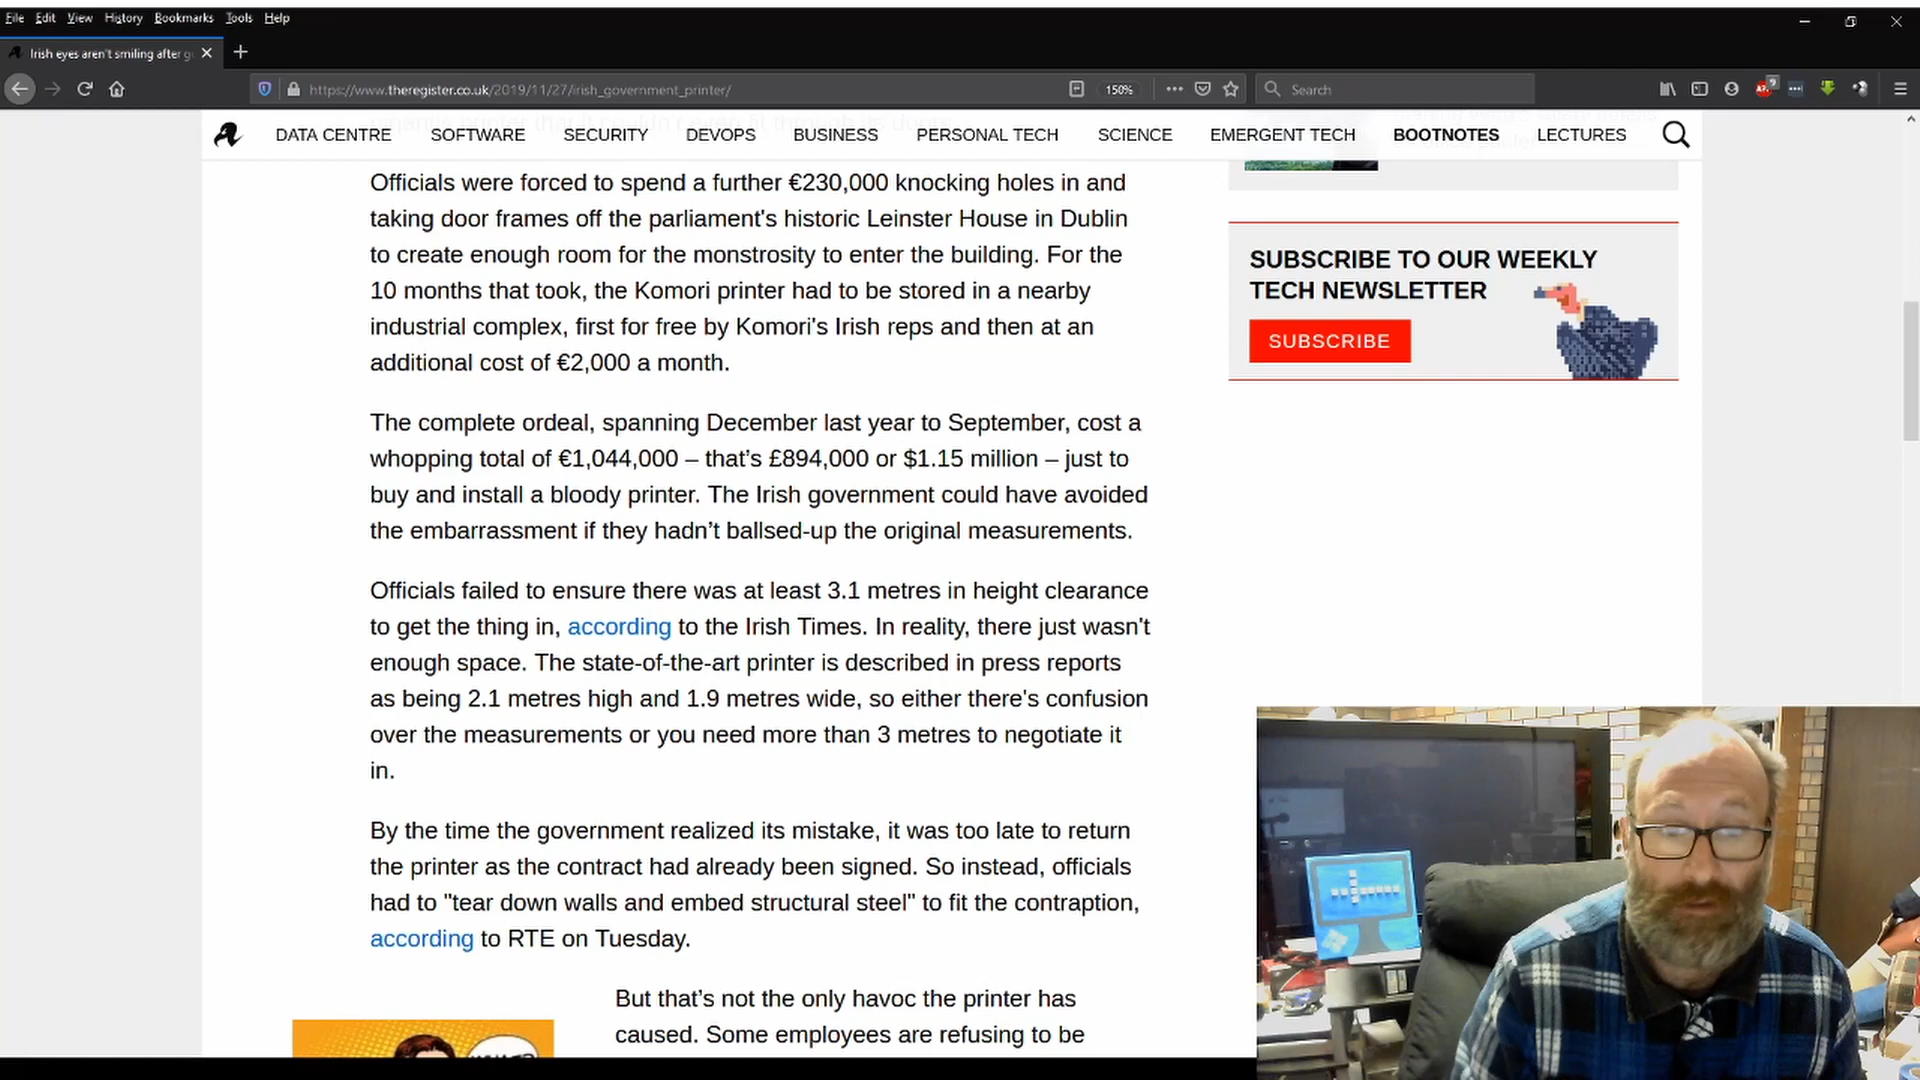 File Edit View History Bookmarks Tools Help
Irish eyes aren't smiling after g
https://www.theregister.co.uk/2019/11/27/irish_government_printer/
150%
Search
DATA CENTRE SOFTWARE SECURITY DEVOPS BUSINESS PERSONAL TECH SCIENCE EMERGENT TECH BOOTNOTES LECTURES
Officials were forced to spend a further €230,000 knocking holes in and
taking door frames off the parliament's historic Leinster House in Dublin
to create enough room for the monstrosity to enter the building. For the
10 months that took, the Komori printer had to be stored in a nearby
industrial complex, first for free by Komori's Irish reps and then at an
additional cost of €2,000 a month.
The complete ordeal, spanning December last year to September, cost a
whopping total of €1,044,000 – that’s £894,000 or $1.15 million – just to
buy and install a bloody printer. The Irish government could have avoided
the embarrassment if they hadn’t ballsed-up the original measurements.
Officials failed to ensure there was at least 3.1 metres in height clearance
to get the thing in, according to the Irish Times. In reality, there just wasn't
enough space. The state-of-the-art printer is described in press reports
as being 2.1 metres high and 1.9 metres wide, so either there's confusion
over the measurements or you need more than 3 metres to negotiate it
in.
By the time the government realized its mistake, it was too late to return
the printer as the contract had already been signed. So instead, officials
had to "tear down walls and embed structural steel" to fit the contraption,
according to RTE on Tuesday.
But that’s not the only havoc the printer has
caused. Some employees are refusing to be
SUBSCRIBE TO OUR WEEKLY
TECH NEWSLETTER
SUBSCRIBE